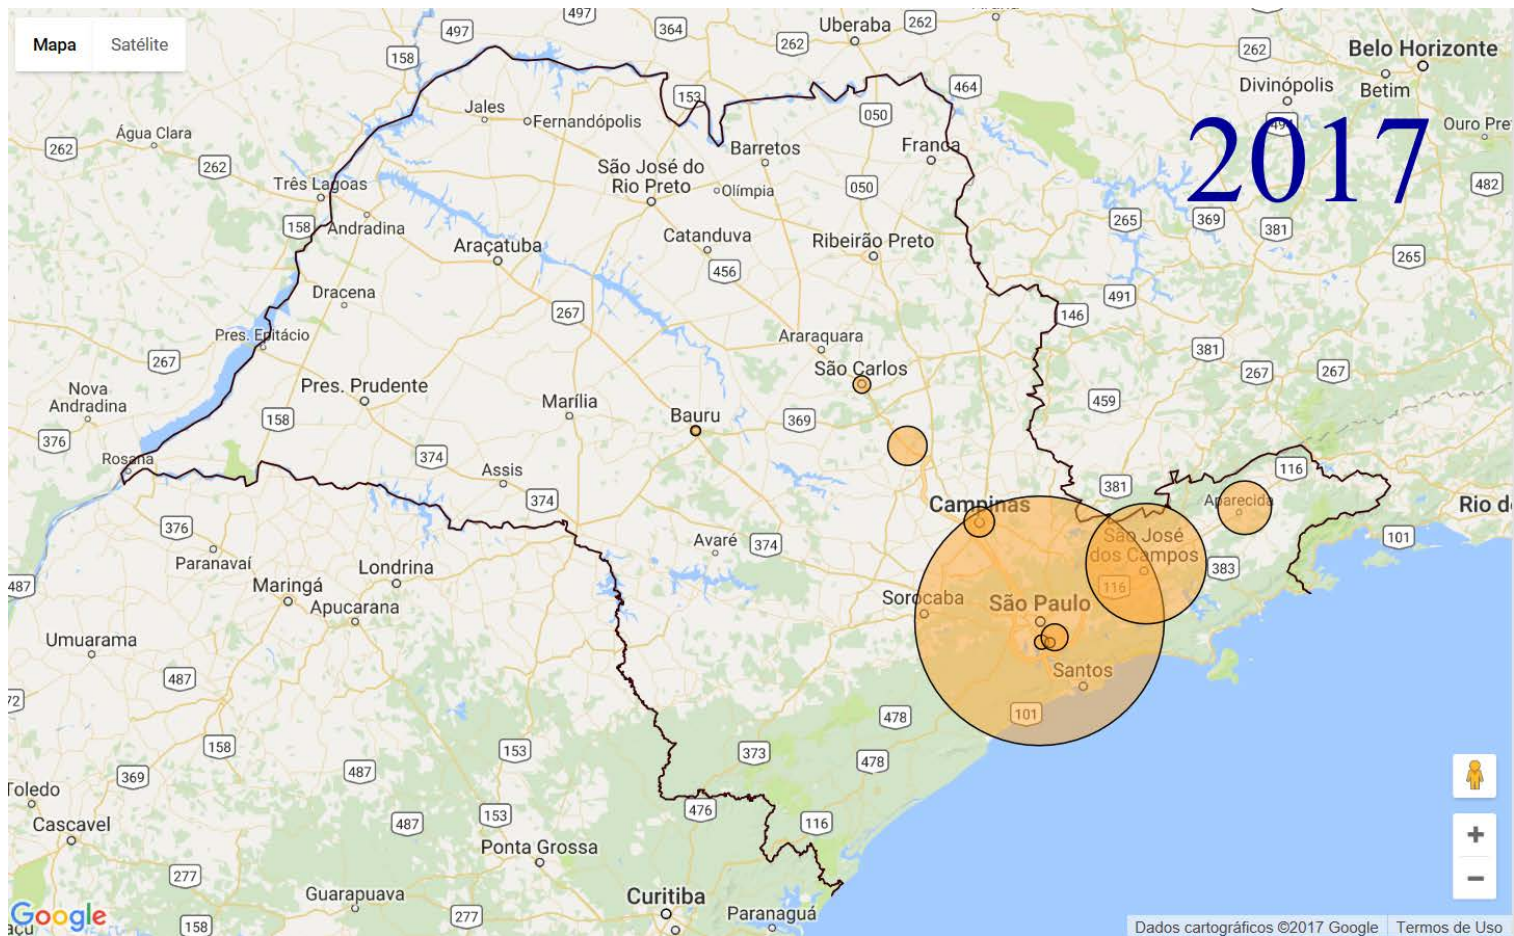 Mapa
Satélite
497
497
364
262
Uberaba
262
262
Belo Horizonte
Divinópolis
Betim
158
153
464
050
Jales
Fernandópolis
Água Clara
262
262
Barretos
Franca
2017
São José do
Rio Preto
Olímpia
050
482
Três Lagoas
158
Andradina
Araçatuba
Catanduva
456
Ribeirão Preto
265
369
381
265
Dracena
267
491
146
Pres. Epitácio
267
Araraquara
São Carlos
381
267
267
Nova
Andradina
Pres. Prudente
158
Marília
Bauru
369
459
376
Rosana
374
Assis
374
381
116
Aparecida
Campinas
376
Paranavaí
Avaré
374
São José
dos Campos
101
487
Maringá
Londrina
Apucarana
Sorocaba
São Paulo
116
383
Umuarama
Santos
487
101
478
158
153
373
478
369
487
Toledo
Cascavel
487
153
476
116
Ponta Grossa
277
Guarapuava
277
Curitiba
Paranaguá
158
Google
Dados cartográficos ©2017 Google
Termos de Uso